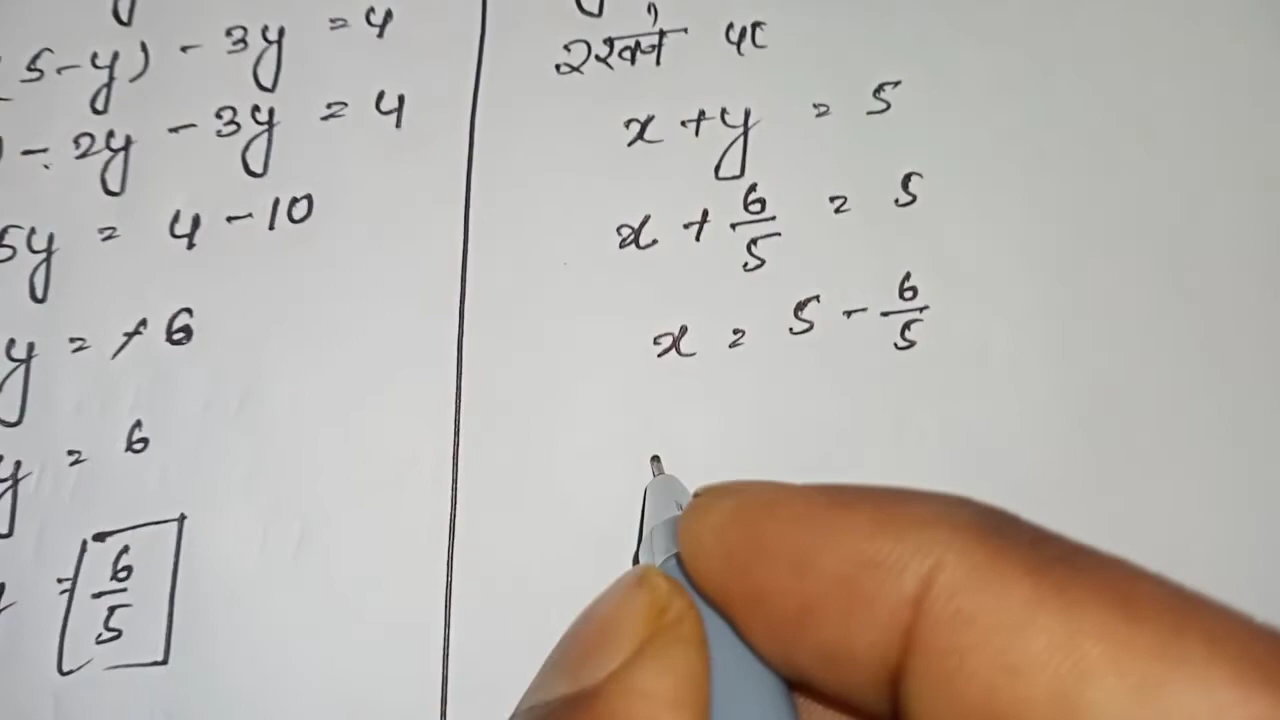 5-y) - 3y = 4
- 2y - 3y = 4
5y = 4 - 10
y = - 6
y = 6
= 6/5
रखने पर
x + y = 5
x + 6/5 = 5
x = 5 - 6/5